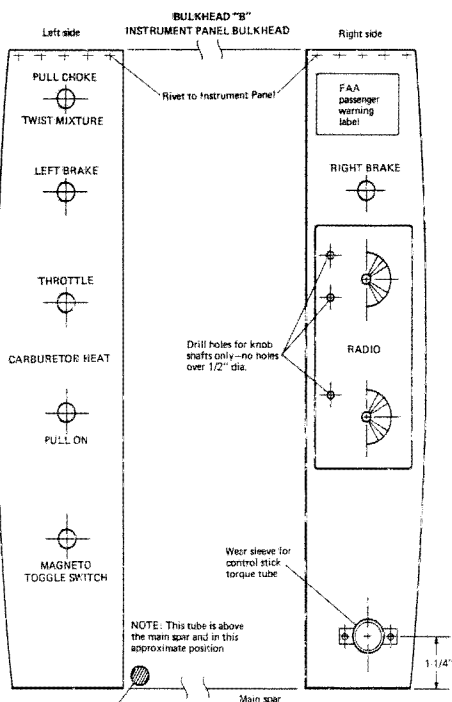 BULKHEAD "B"
INSTRUMENT PANEL BULKHEAD
Left side
Right side
PULL CHOKE
TWIST MIXTURE
Rivet to Instrument Panel
FAA
passenger
warning
label
LEFT BRAKE
RIGHT BRAKE
THROTTLE
Drill holes for knob
shafts only—no holes
over 1/2" dia.
RADIO
CARBURETOR HEAT
PULL ON
MAGNETO
TOGGLE SWITCH
Wear sleeve for
control stick
torque tube
NOTE: This tube is above
the main spar and in this
approximate position
1-1/4"
Main spar